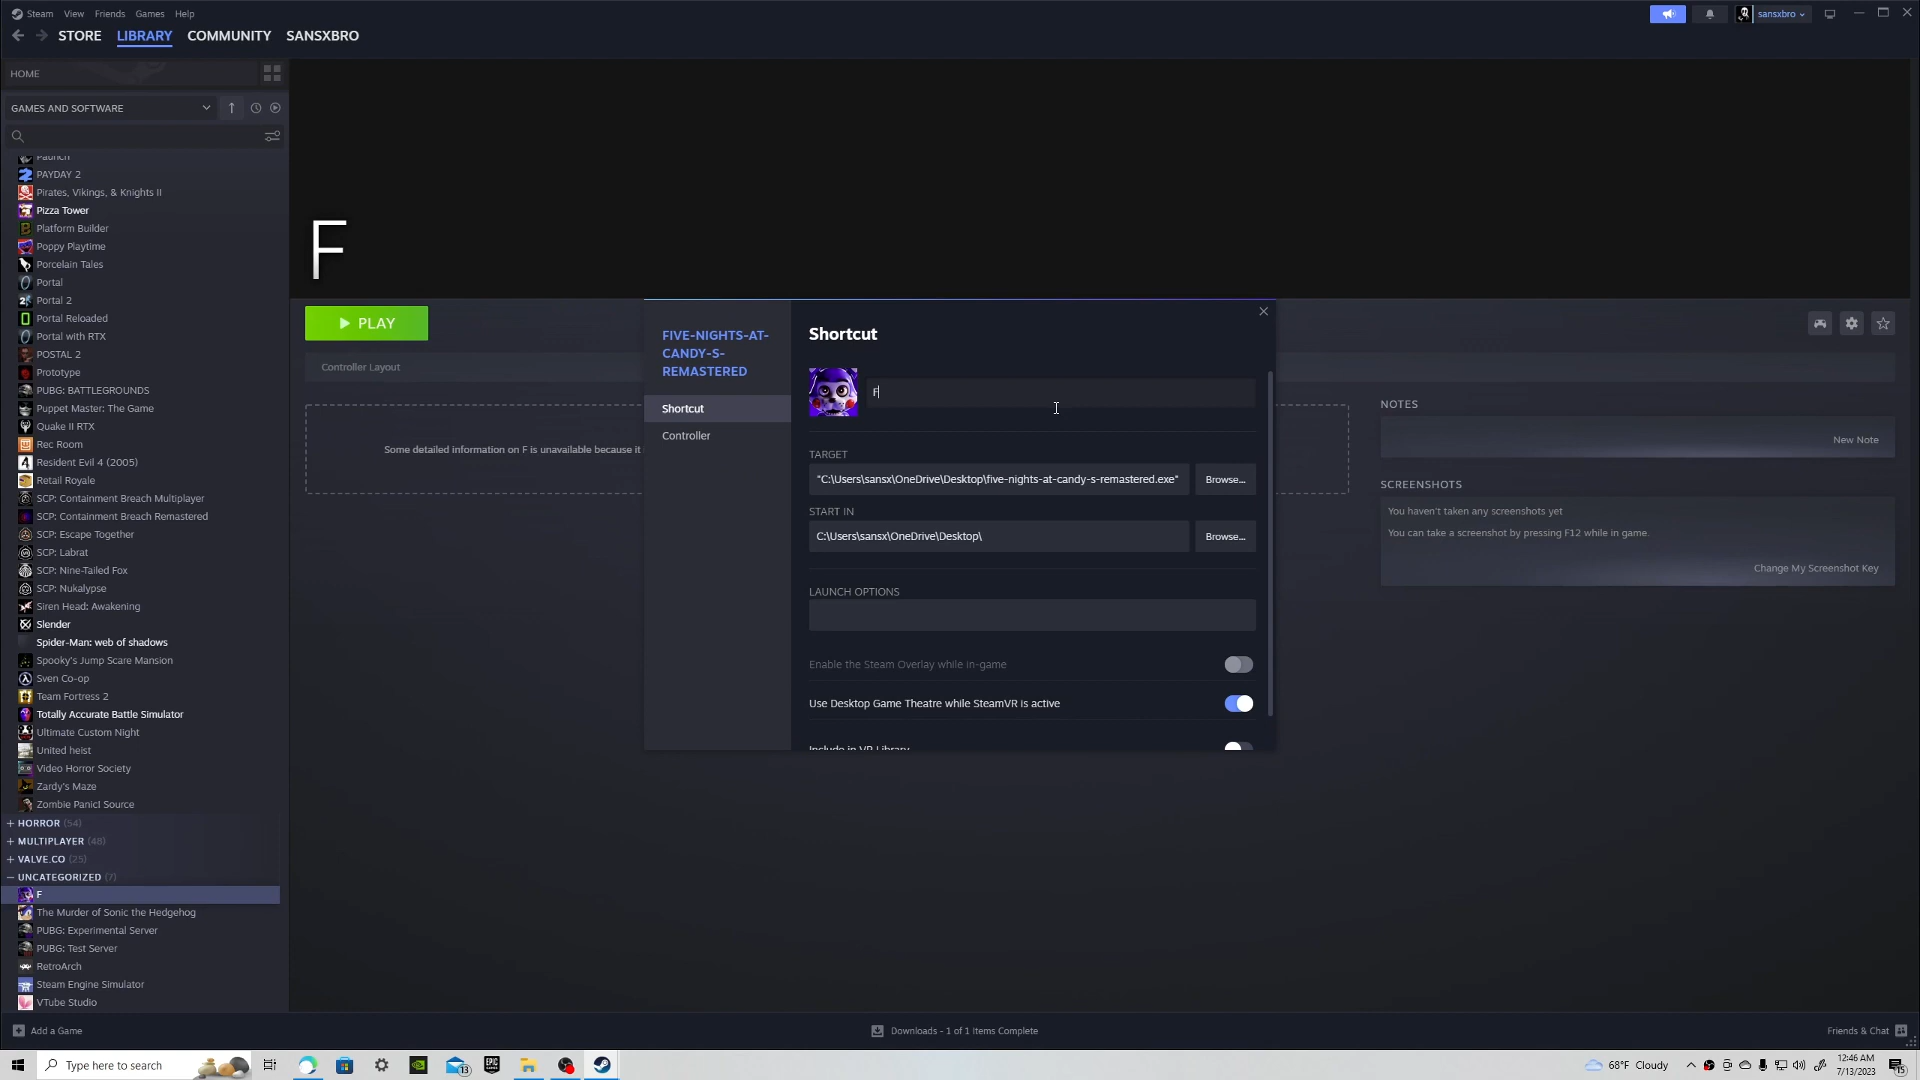 Steam View Friends Games Help
sansxbro
STORE LIBRARY COMMUNITY SANSXBRO
HOME
GAMES AND SOFTWARE
Paunch
PAYDAY 2
Pirates, Vikings, & Knights II
Pizza Tower
Platform Builder
Poppy Playtime
Porcelain Tales
Portal
Portal 2
Portal Reloaded
Portal with RTX
POSTAL 2
Prototype
PUBG: BATTLEGROUNDS
Puppet Master: The Game
Quake II RTX
Rec Room
Resident Evil 4 (2005)
Retail Royale
SCP: Containment Breach Multiplayer
SCP: Containment Breach Remastered
SCP: Escape Together
SCP: Labrat
SCP: Nine-Tailed Fox
SCP: Nukalypse
Siren Head: Awakening
Slender
Spider-Man: web of shadows
Spooky's Jump Scare Mansion
Sven Co-op
Team Fortress 2
Totally Accurate Battle Simulator
Ultimate Custom Night
United heist
Video Horror Society
Zardy's Maze
Zombie Panic! Source
+ HORROR (54)
+ MULTIPLAYER (48)
+ VALVE.CO (25)
− UNCATEGORIZED (7)
F
The Murder of Sonic the Hedgehog
PUBG: Experimental Server
PUBG: Test Server
RetroArch
Steam Engine Simulator
VTube Studio
F
PLAY
Controller Layout
Some detailed information on F is unavailable because it
FIVE-NIGHTS-AT-
CANDY-S-
REMASTERED
Shortcut
Controller
Shortcut
F
TARGET
"C:\Users\sansx\OneDrive\Desktop\five-nights-at-candy-s-remastered.exe"
Browse...
START IN
C:\Users\sansx\OneDrive\Desktop\
Browse...
LAUNCH OPTIONS
Enable the Steam Overlay while in-game
Use Desktop Game Theatre while SteamVR is active
Include in VR Library
NOTES
New Note
SCREENSHOTS
You haven't taken any screenshots yet
You can take a screenshot by pressing F12 while in game.
Change My Screenshot Key
Add a Game
Downloads - 1 of 1 Items Complete
Friends & Chat
Type here to search
13
EPIC GAMES
68°F Cloudy
12:46 AM
7/13/2023
15